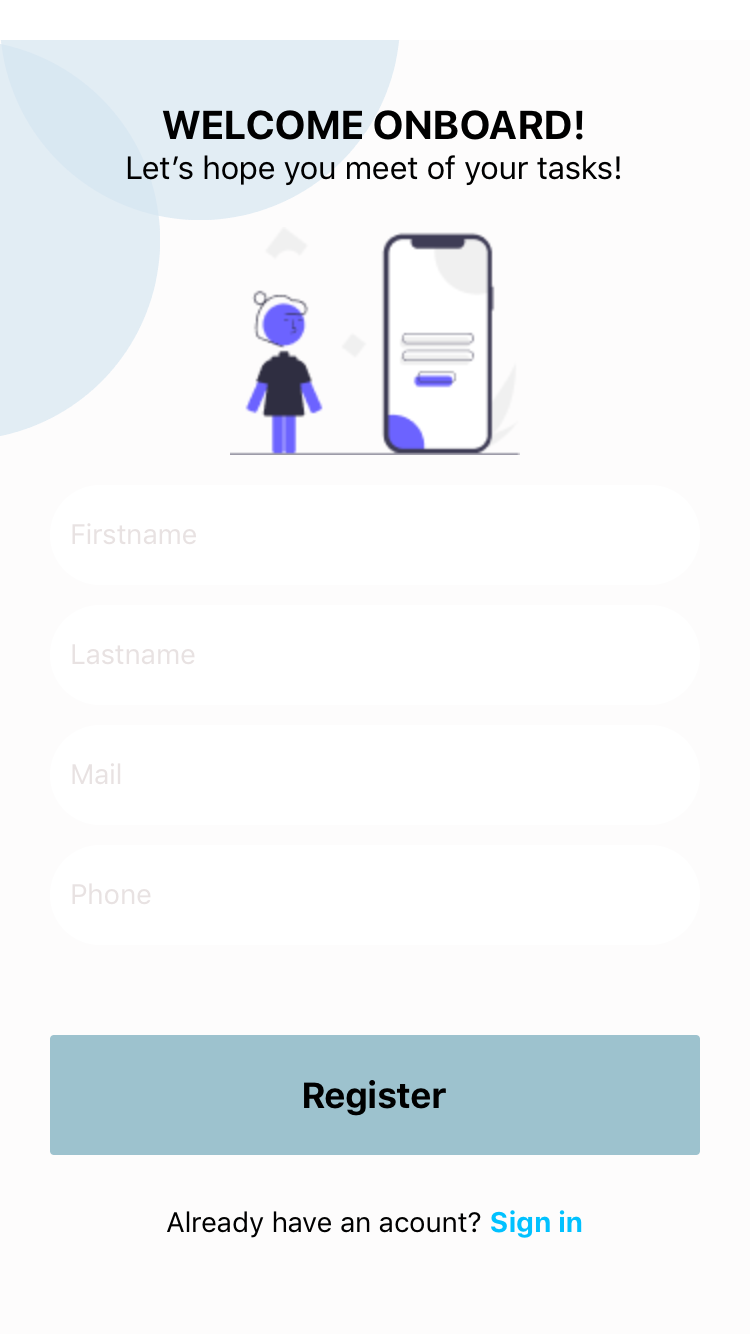 WELCOME ONBOARD!
Let’s hope you meet of your tasks!
Firstname
Lastname
Mail
Phone
Register
Already have an acount? Sign in